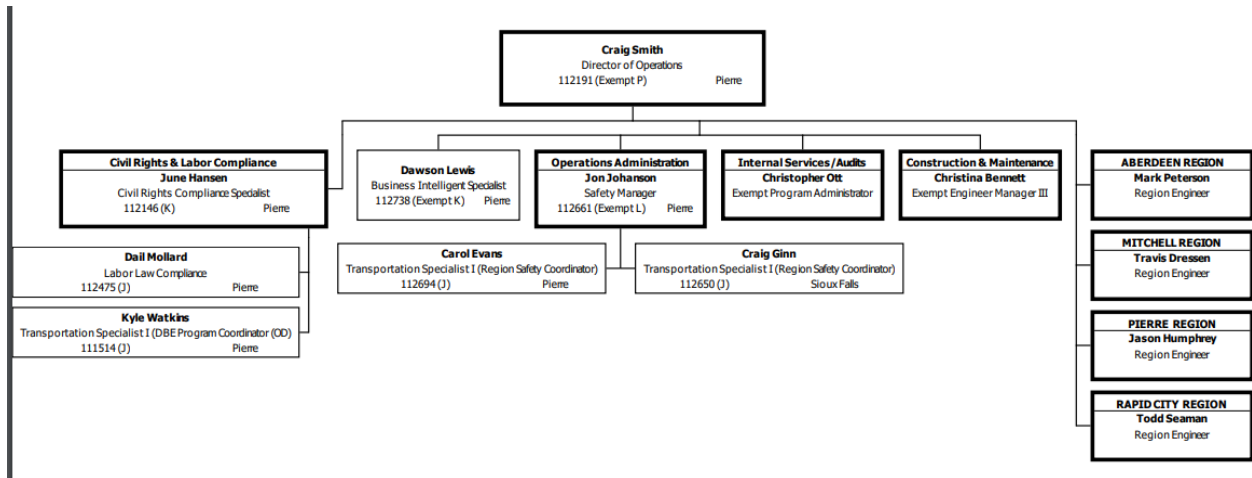 Craig Smith
Director of Operations
112191 (Exempt P) Pierre
Civil Rights & Labor Compliance
June Hansen
Civil Rights Compliance Specialist
112146 (K) Pierre
Dawson Lewis
Business Intelligent Specialist
112738 (Exempt K) Pierre
Operations Administration
Jon Johanson
Safety Manager
112661 (Exempt L) Pierre
Internal Services/Audits
Christopher Ott
Exempt Program Administrator
Construction & Maintenance
Christina Bennett
Exempt Engineer Manager III
ABERDEEN REGION
Mark Peterson
Region Engineer
Dail Mollard
Labor Law Compliance
112475 (J) Pierre
Carol Evans
Transportation Specialist I (Region Safety Coordinator)
112694 (J) Pierre
Craig Ginn
Transportation Specialist I (Region Safety Coordinator)
112650 (J) Sioux Falls
MITCHELL REGION
Travis Dressen
Region Engineer
Kyle Watkins
Transportation Specialist I (DBE Program Coordinator (OD)
111514 (J) Pierre
PIERRE REGION
Jason Humphrey
Region Engineer
RAPID CITY REGION
Todd Seaman
Region Engineer